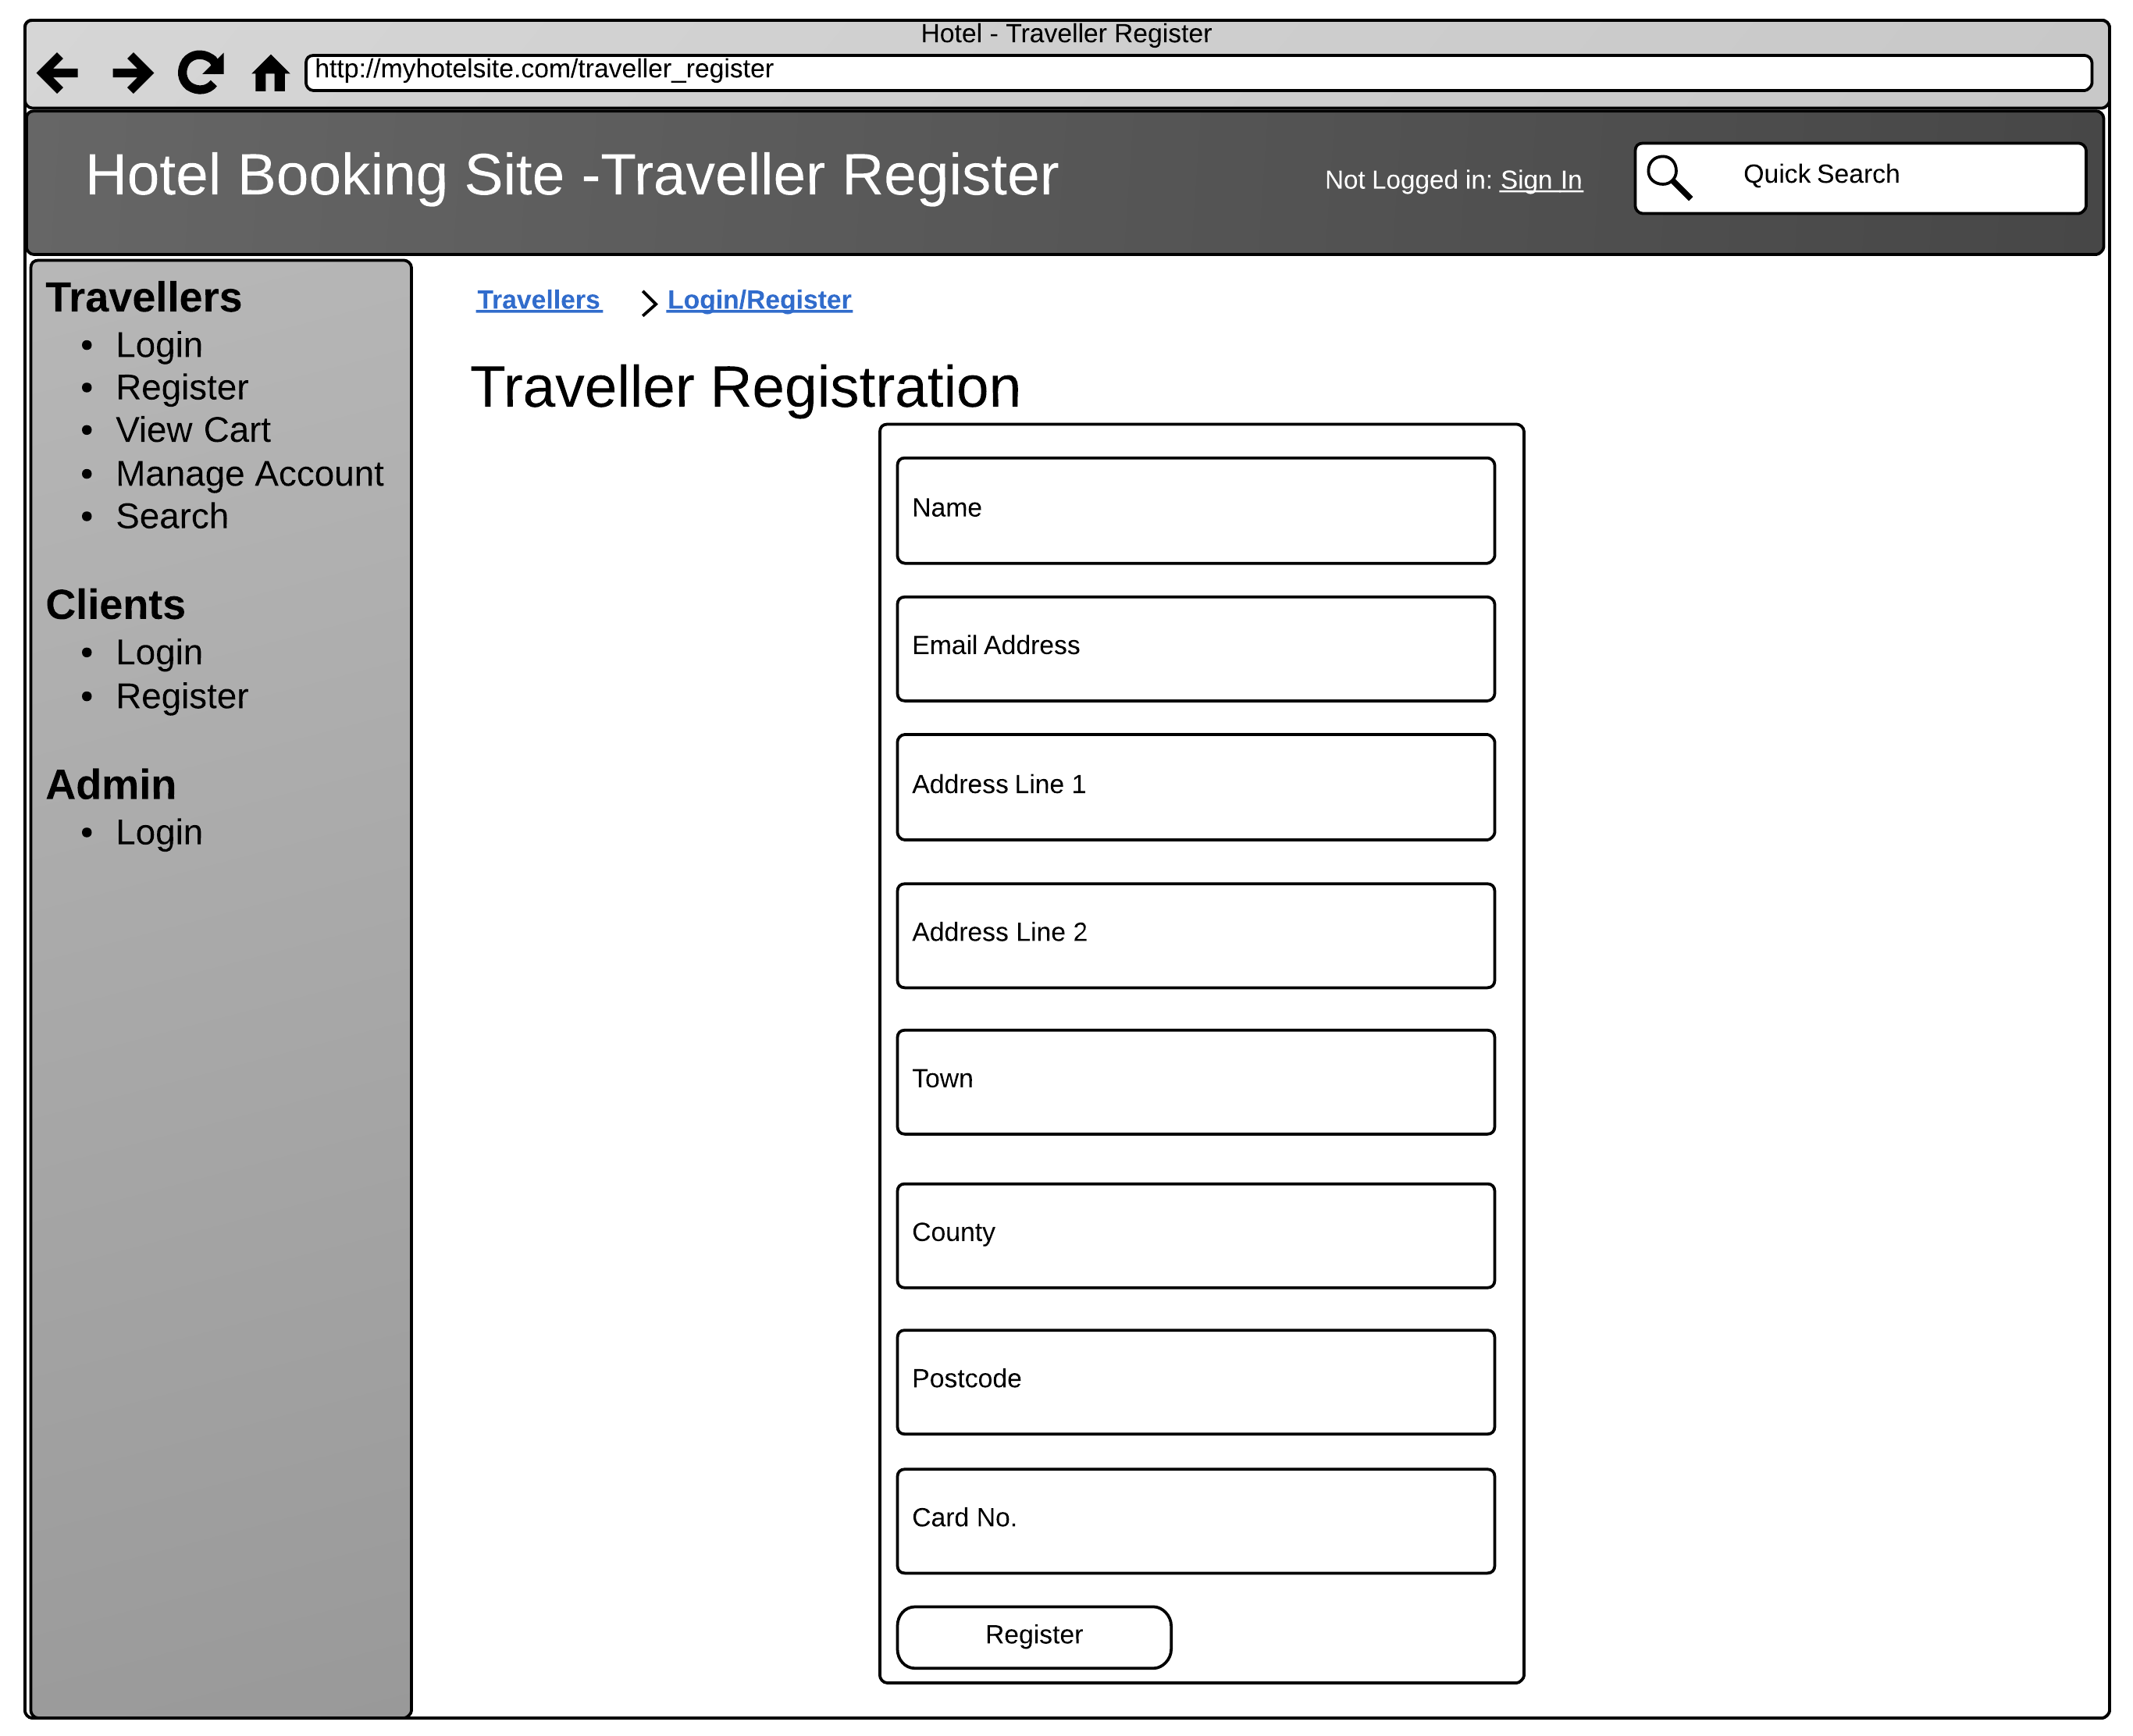 Hotel - Traveller Register
http://myhotelsite.com/traveller_register
Hotel Booking Site -Traveller Register
Not Logged in: Sign In
Quick Search
Travellers
• Login
• Register
• View Cart
• Manage Account
• Search
Clients
• Login
• Register
Admin
• Login
Travellers > Login/Register
Traveller Registration
Name
Email Address
Address Line 1
Address Line 2
Town
County
Postcode
Card No.
Register